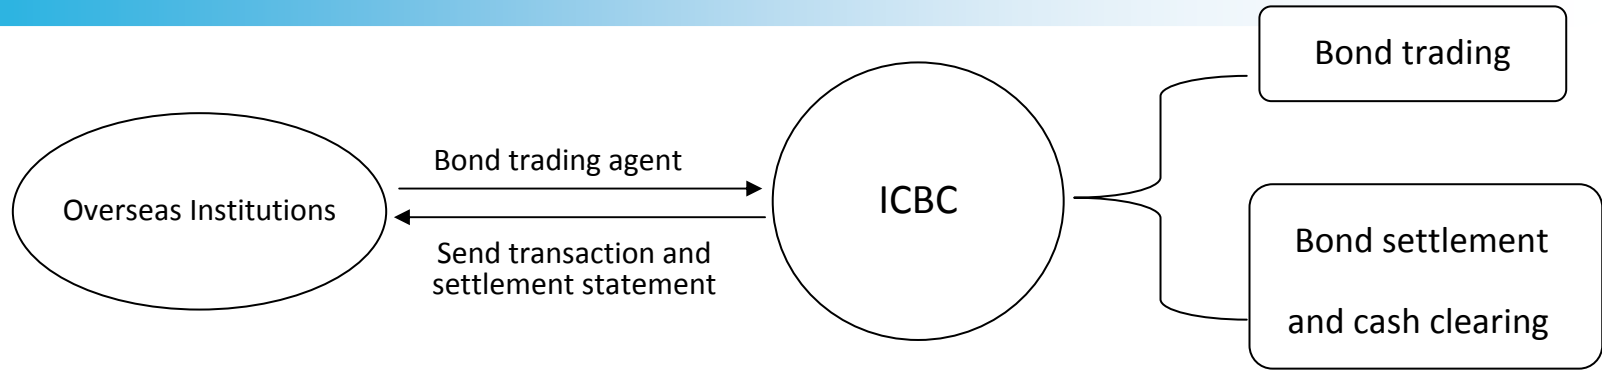 Overseas Institutions
Bond trading agent
Send transaction and
settlement statement
ICBC
Bond trading
Bond settlement
and cash clearing